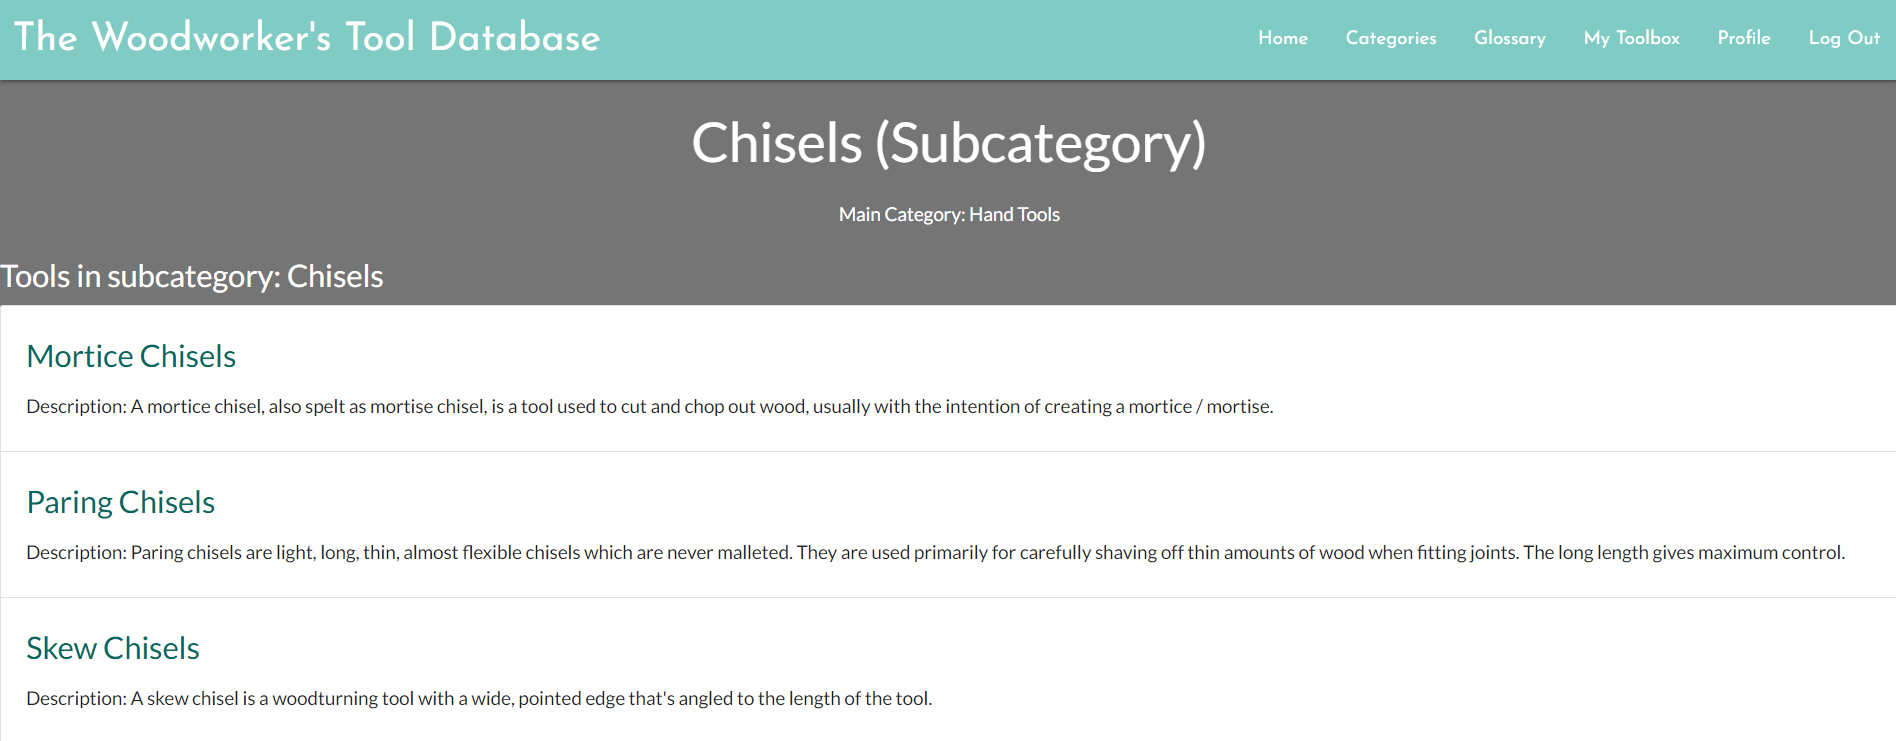 The Woodworker's Tool Database
Home Categories Glossary My Toolbox Profile Log Out
Chisels (Subcategory)
Main Category: Hand Tools
Tools in subcategory: Chisels
Mortice Chisels
Description: A mortice chisel, also spelt as mortise chisel, is a tool used to cut and chop out wood, usually with the intention of creating a mortice / mortise.
Paring Chisels
Description: Paring chisels are light, long, thin, almost flexible chisels which are never malleted. They are used primarily for carefully shaving off thin amounts of wood when fitting joints. The long length gives maximum control.
Skew Chisels
Description: A skew chisel is a woodturning tool with a wide, pointed edge that's angled to the length of the tool.